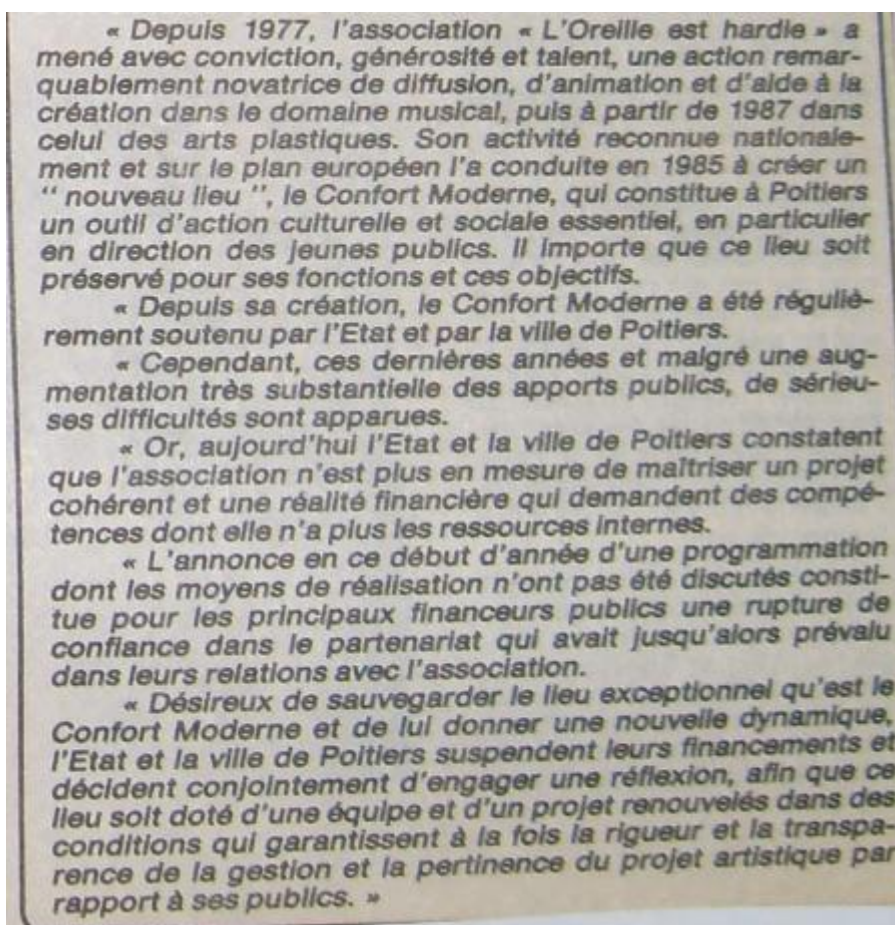 « Depuis 1977, l'association « L'Oreille est hardie » a
mené avec conviction, générosité et talent, une action remar-
quablement novatrice de diffusion, d'animation et d'aide à la
création dans le domaine musical, puis à partir de 1987 dans
celui des arts plastiques. Son activité reconnue nationale-
ment et sur le plan européen l'a conduite en 1985 à créer un
" nouveau lieu ", le Confort Moderne, qui constitue à Poitiers
un outil d'action culturelle et sociale essentiel, en particulier
en direction des jeunes publics. Il importe que ce lieu soit
préservé pour ses fonctions et ces objectifs.
« Depuis sa création, le Confort Moderne a été réguliè-
rement soutenu par l'Etat et par la ville de Poitiers.
« Cependant, ces dernières années et malgré une aug-
mentation très substantielle des apports publics, de sérieu-
ses difficultés sont apparues.
« Or, aujourd'hui l'Etat et la ville de Poitiers constatent
que l'association n'est plus en mesure de maîtriser un projet
cohérent et une réalité financière qui demandent des compé-
tences dont elle n'a plus les ressources internes.
« L'annonce en ce début d'année d'une programmation
dont les moyens de réalisation n'ont pas été discutés consti-
tue pour les principaux financeurs publics une rupture de
confiance dans le partenariat qui avait jusqu'alors prévalu
dans leurs relations avec l'association.
« Désireux de sauvegarder le lieu exceptionnel qu'est le
Confort Moderne et de lui donner une nouvelle dynamique,
l'Etat et la ville de Poitiers suspendent leurs financements et
décident conjointement d'engager une réflexion, afin que ce
lieu soit doté d'une équipe et d'un projet renouvelés dans des
conditions qui garantissent à la fois la rigueur et la transpa-
rence de la gestion et la pertinence du projet artistique par
rapport à ses publics. »